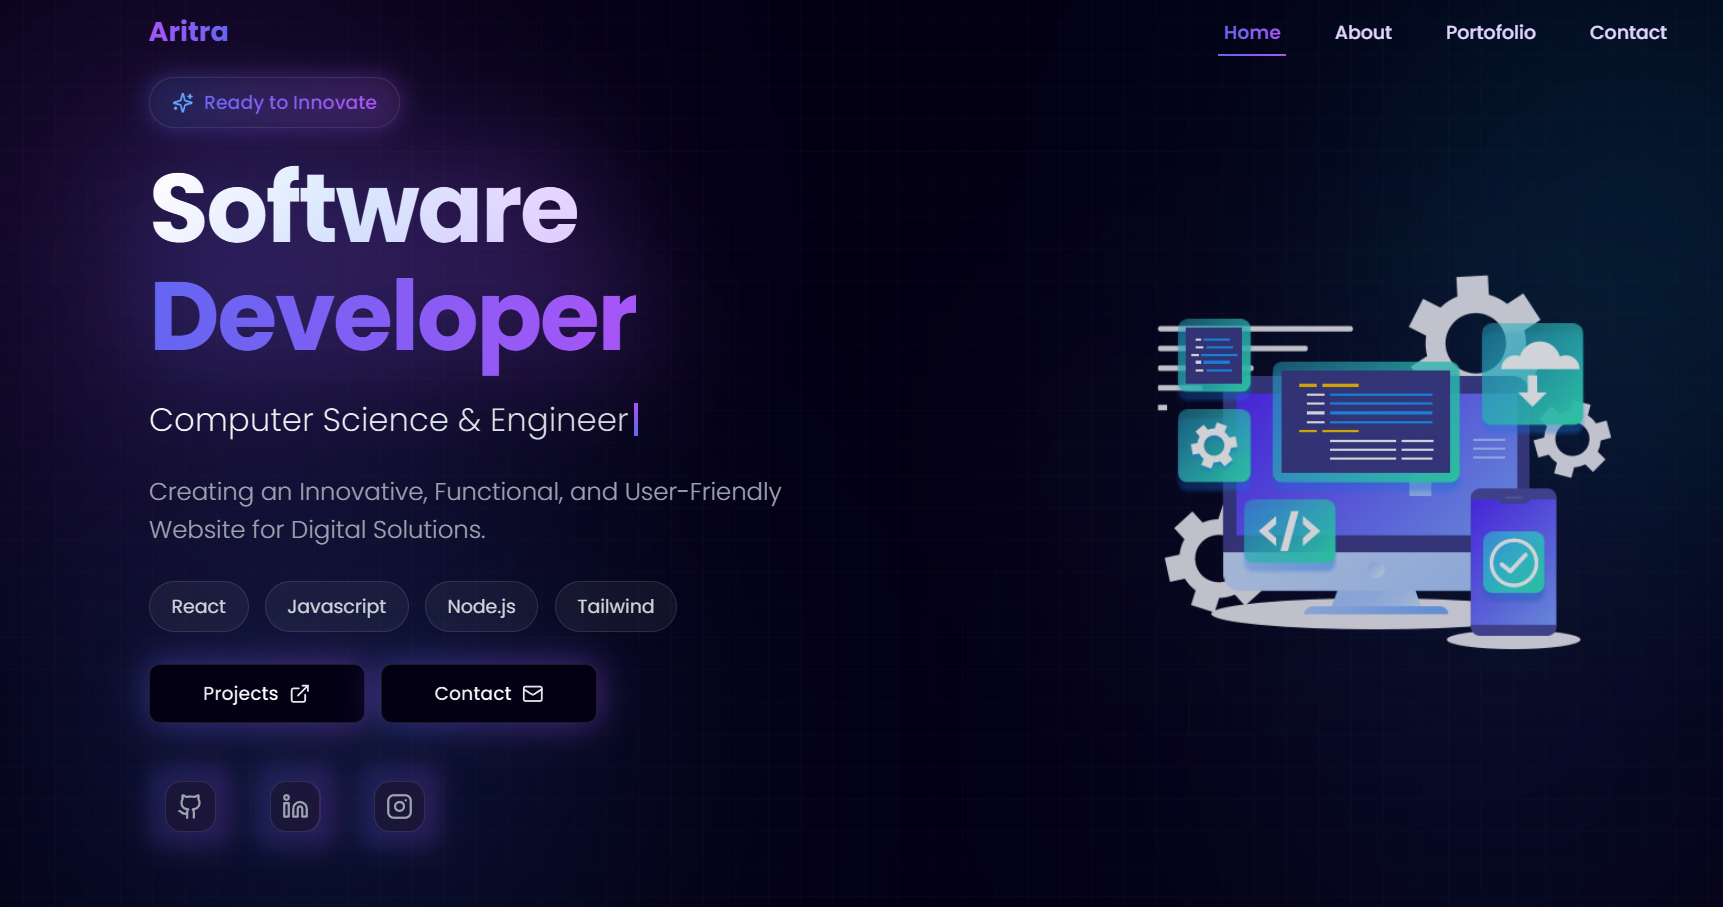 Aritra
Home About Portofolio Contact
Ready to Innovate
Software
Developer
Computer Science & Engineer
Creating an Innovative, Functional, and User-Friendly
Website for Digital Solutions.
React Javascript Node.js Tailwind
Projects Contact